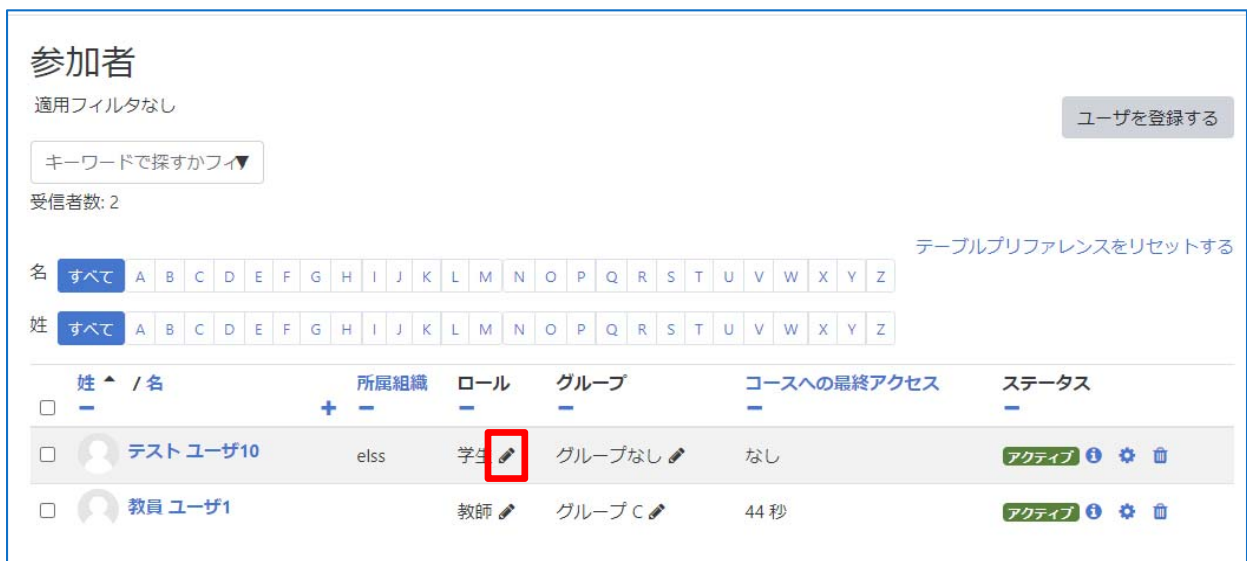 参加者
適用フィルタなし
ユーザを登録する
キーワードで探すかフィ▼
受信者数: 2
テーブルプリファレンスをリセットする
名 すべて A B C D E F G H I J K L M N O P Q R S T U V W X Y Z
姓 すべて A B C D E F G H I J K L M N O P Q R S T U V W X Y Z
姓 / 名 所属組織 ロール グループ コースへの最終アクセス ステータス
テスト ユーザ10 elss 学生 グループなし なし アクティブ
教員 ユーザ1 教師 グループ C 44 秒 アクティブ